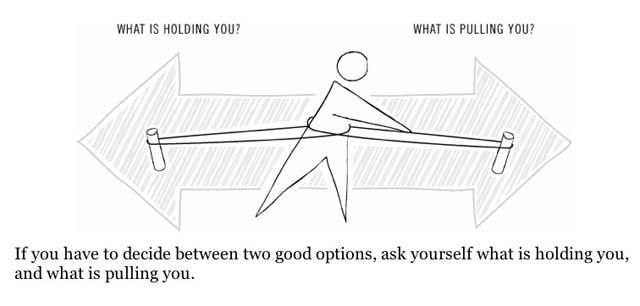 WHAT IS HOLDING YOU?
WHAT IS PULLING YOU?
If you have to decide between two good options, ask yourself what is holding you,
and what is pulling you.